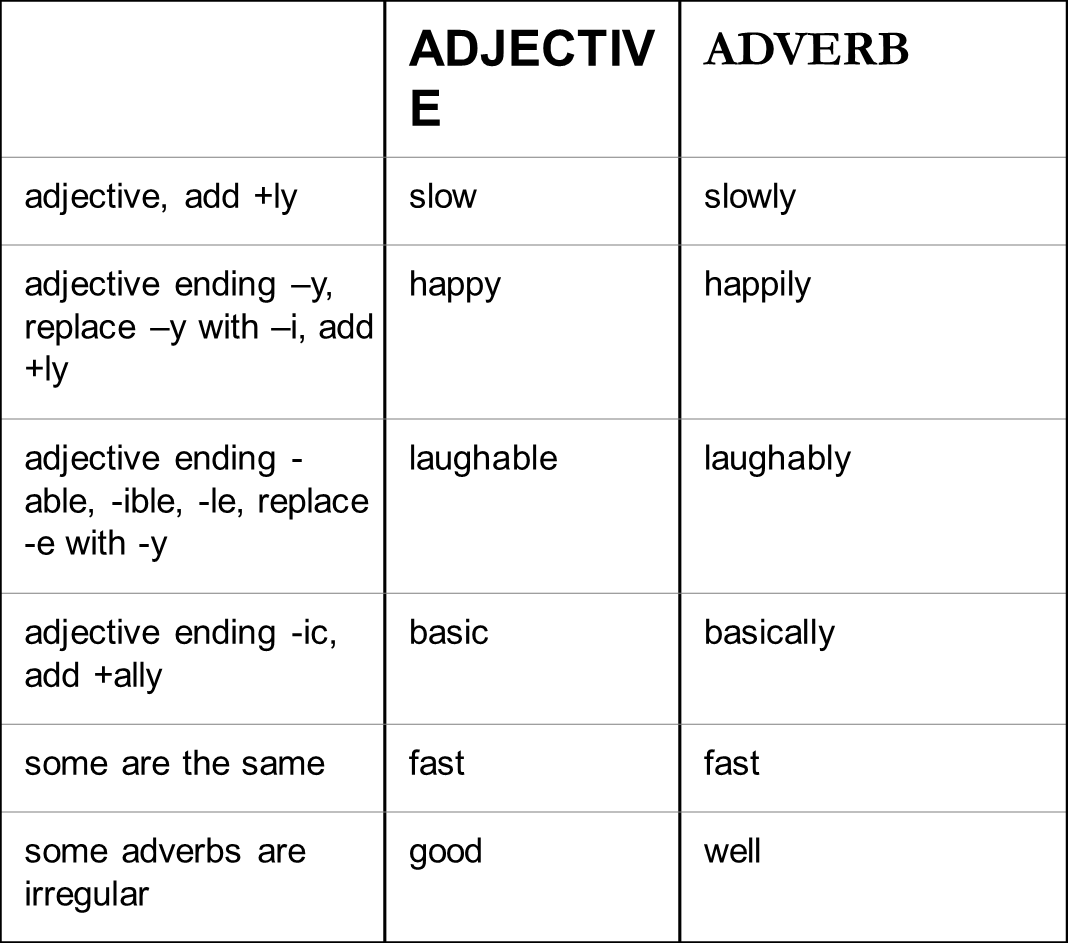 ADJECTIV ADVERB
E
adjective, add +ly slow slowly
adjective ending –y, happy happily
replace –y with –i, add
+ly
adjective ending - laughable laughably
able, -ible, -le, replace
-e with -y
adjective ending -ic, basic basically
add +ally
some are the same fast fast
some adverbs are good well
irregular